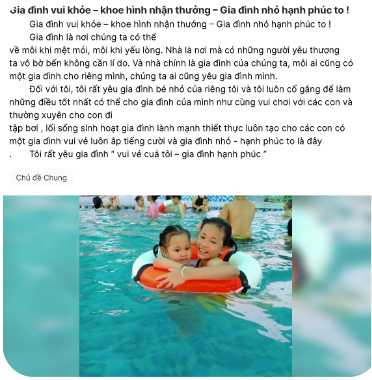 Gia đình vui khỏe – khoe hình nhận thưởng – Gia đình nhỏ hạnh phúc to !
Gia đình vui khỏe – khoe hình nhận thưởng – Gia đình nhỏ hạnh phúc to !
Gia đình là nơi chúng ta có thể
về mỗi khi mệt mỏi, mỗi khi yếu lòng. Nhà là nơi mà có những người yêu thương
ta vô bờ bến không cần lí do. Và nhà chính là gia đình của chúng ta, mỗi ai cũng có
một gia đình cho riêng mình, chúng ta ai cũng yêu gia đình mình.
Đối với tôi, tôi rất yêu gia đình bé nhỏ của riêng tôi và tôi luôn cố gắng để làm
những điều tốt nhất có thể cho gia đình của mình như cùng vui chơi với các con và
thường xuyên cho con đi
tập bơi , lối sống sinh hoạt gia đình lành mạnh thiết thực luôn tạo cho các con có
một gia đình vui vẻ luôn ắp tiếng cười và gia đình nhỏ - hạnh phúc to là đây
. Tôi rất yêu gia đình “ vui vẻ cuả tôi – gia đình hạnh phúc ”
Chủ đề Chung